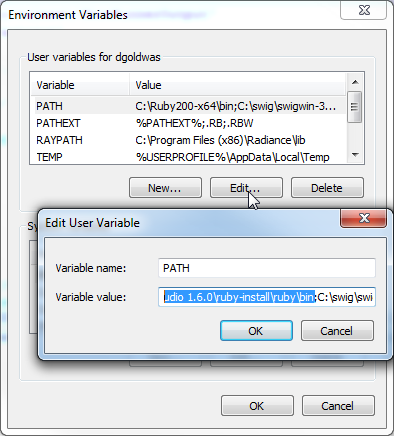 Environment Variables
User variables for dgoldwas
Variable Value
PATH C:\Ruby200-x64\bin;C:\swig\swigwin-3...
PATHEXT %PATHEXT%;.RB;.RBW
RAYPATH C:\Program Files (x86)\Radiance\lib
TEMP %USERPROFILE%\AppData\Local\Temp
New... Edit... Delete
Edit User Variable
Sy
Variable name: PATH
Variable value: udio 1.6.0\ruby-install\ruby\bin;C:\swig\swi
OK Cancel
OK Cancel